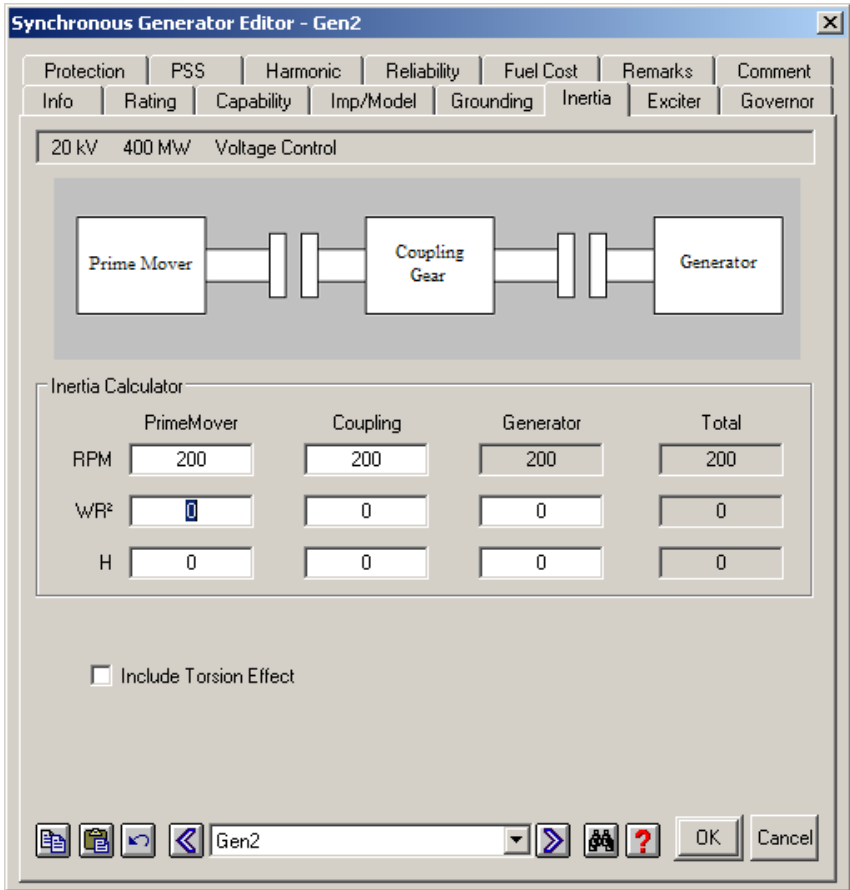 Synchronous Generator Editor - Gen2
Protection PSS Harmonic Reliability Fuel Cost Remarks Comment
Info Rating Capability Imp/Model Grounding Inertia Exciter Governor
20 kV 400 MW Voltage Control
Prime Mover
Coupling
Gear
Generator
Inertia Calculator
PrimeMover Coupling Generator Total
RPM 200 200 200 200
WR² 0 0 0 0
H 0 0 0 0
Include Torsion Effect
Gen2 ? OK Cancel